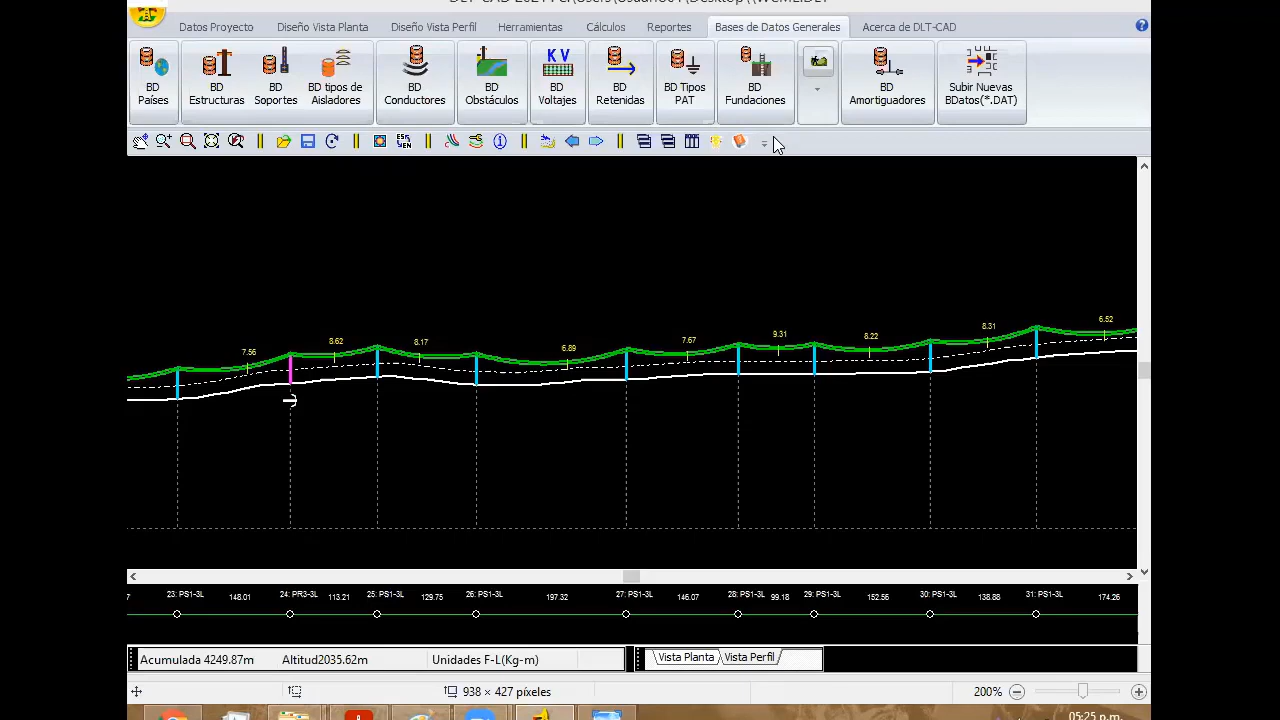 Datos Proyecto Diseño Vista Planta Diseño Vista Perfil Herramientas Cálculos Reportes Bases de Datos Generales Acerca de DLT-CAD
BD Países
BD Estructuras
BD Soportes
BD tipos de Aisladores
BD Conductores
BD Obstáculos
KV
BD Voltajes
BD Retenidas
BD Tipos PAT
BD Fundaciones
BD Amortiguadores
Subir Nuevas BDatos(*.DAT)
7.56 8.62 8.17 6.89 7.67 9.31 8.22 8.31 6.52
23: PS1-3L 24: PR3-3L 25: PS1-3L 26: PS1-3L 27: PS1-3L 28: PS1-3L 29: PS1-3L 30: PS1-3L 31: PS1-3L
7 148.01 113.21 129.75 197.32 146.07 99.18 152.56 138.88 174.26
Acumulada 4249.87m Altitud2035.62m Unidades F-L(Kg-m) Vista Planta Vista Perfil
938 × 427 píxeles 200%
05:25 p.m.